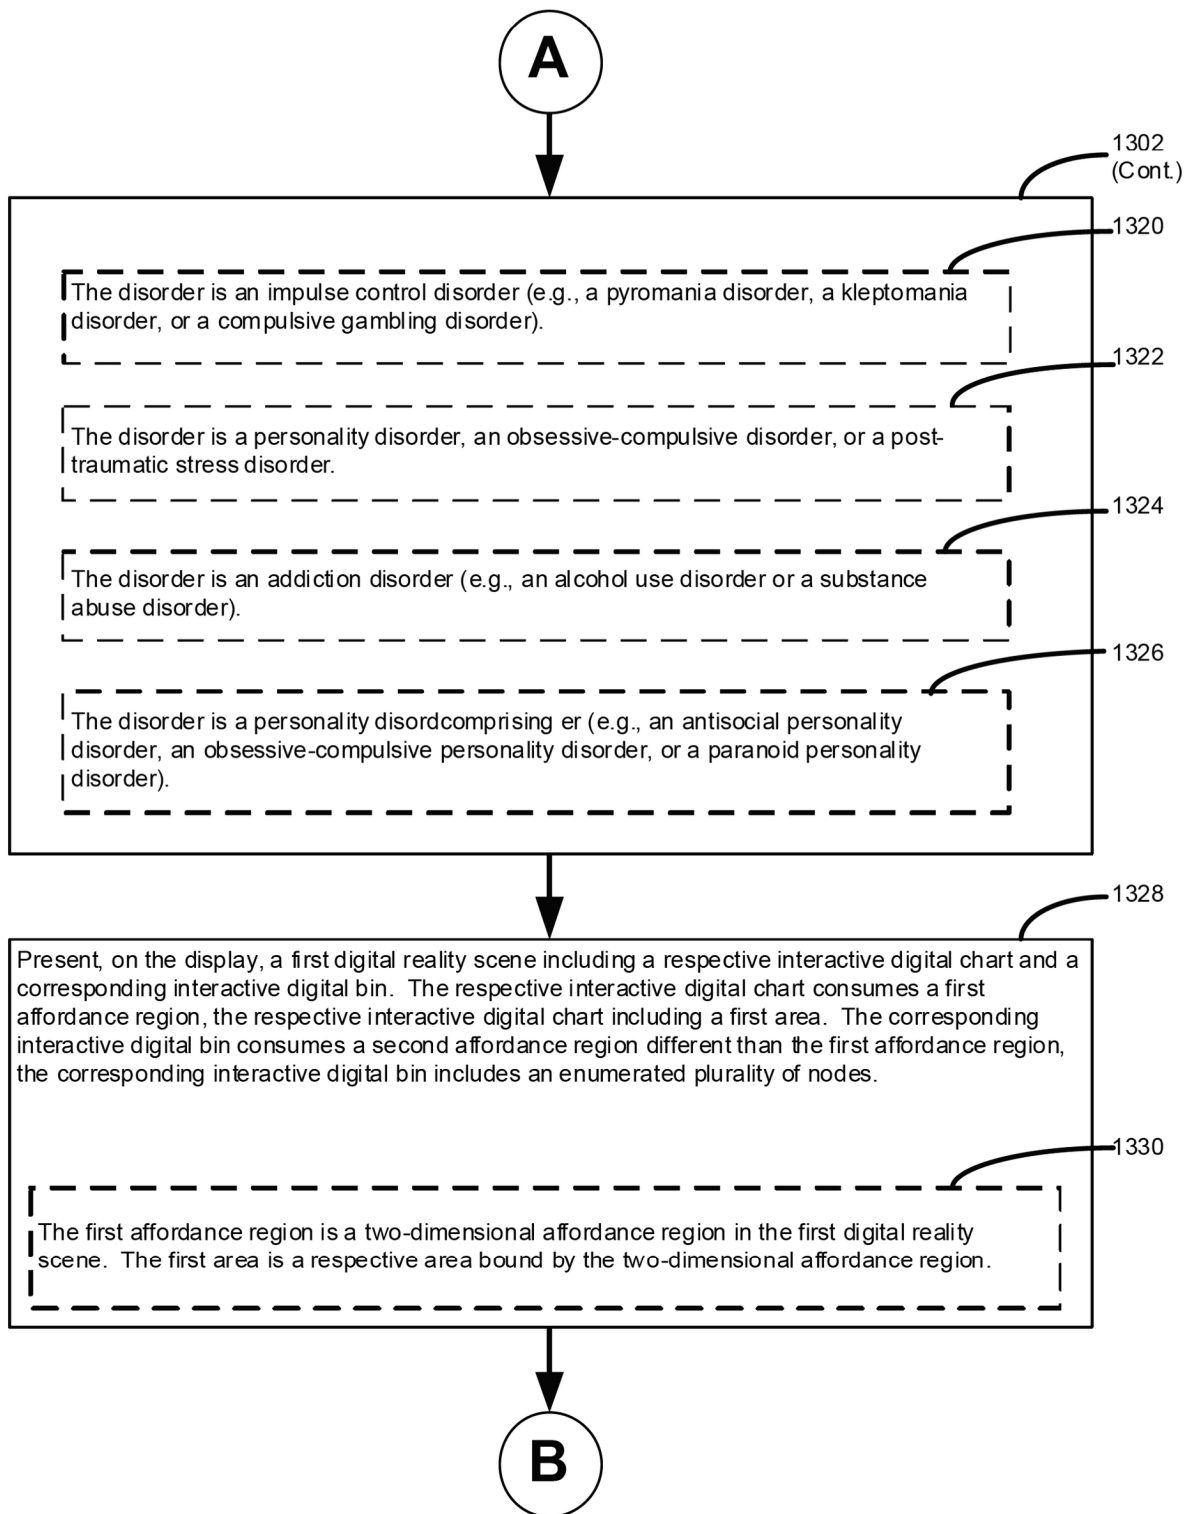 A
1302
(Cont.)
1320
The disorder is an impulse control disorder (e.g., a pyromania disorder, a kleptomania
disorder, or a compulsive gambling disorder).
1322
The disorder is a personality disorder, an obsessive-compulsive disorder, or a post-
traumatic stress disorder.
1324
The disorder is an addiction disorder (e.g., an alcohol use disorder or a substance
abuse disorder).
1326
The disorder is a personality disordcomprising er (e.g., an antisocial personality
disorder, an obsessive-compulsive personality disorder, or a paranoid personality
disorder).
1328
Present, on the display, a first digital reality scene including a respective interactive digital chart and a
corresponding interactive digital bin.  The respective interactive digital chart consumes a first
affordance region, the respective interactive digital chart including a first area.  The corresponding
interactive digital bin consumes a second affordance region different than the first affordance region,
the corresponding interactive digital bin includes an enumerated plurality of nodes.
1330
The first affordance region is a two-dimensional affordance region in the first digital reality
scene.  The first area is a respective area bound by the two-dimensional affordance region.
B